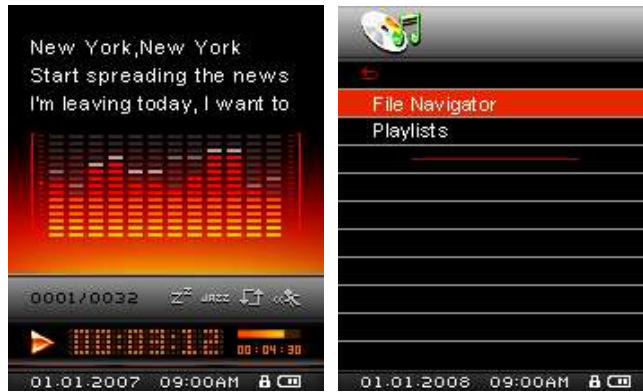 New York,New York
Start spreading the news
I'm leaving today, I want to
0001/0032 Zz JAZZ
00:03:12 00:04:30
01.01.2007 09:00AM
File Navigator
Playlists
01.01.2008 09:00AM